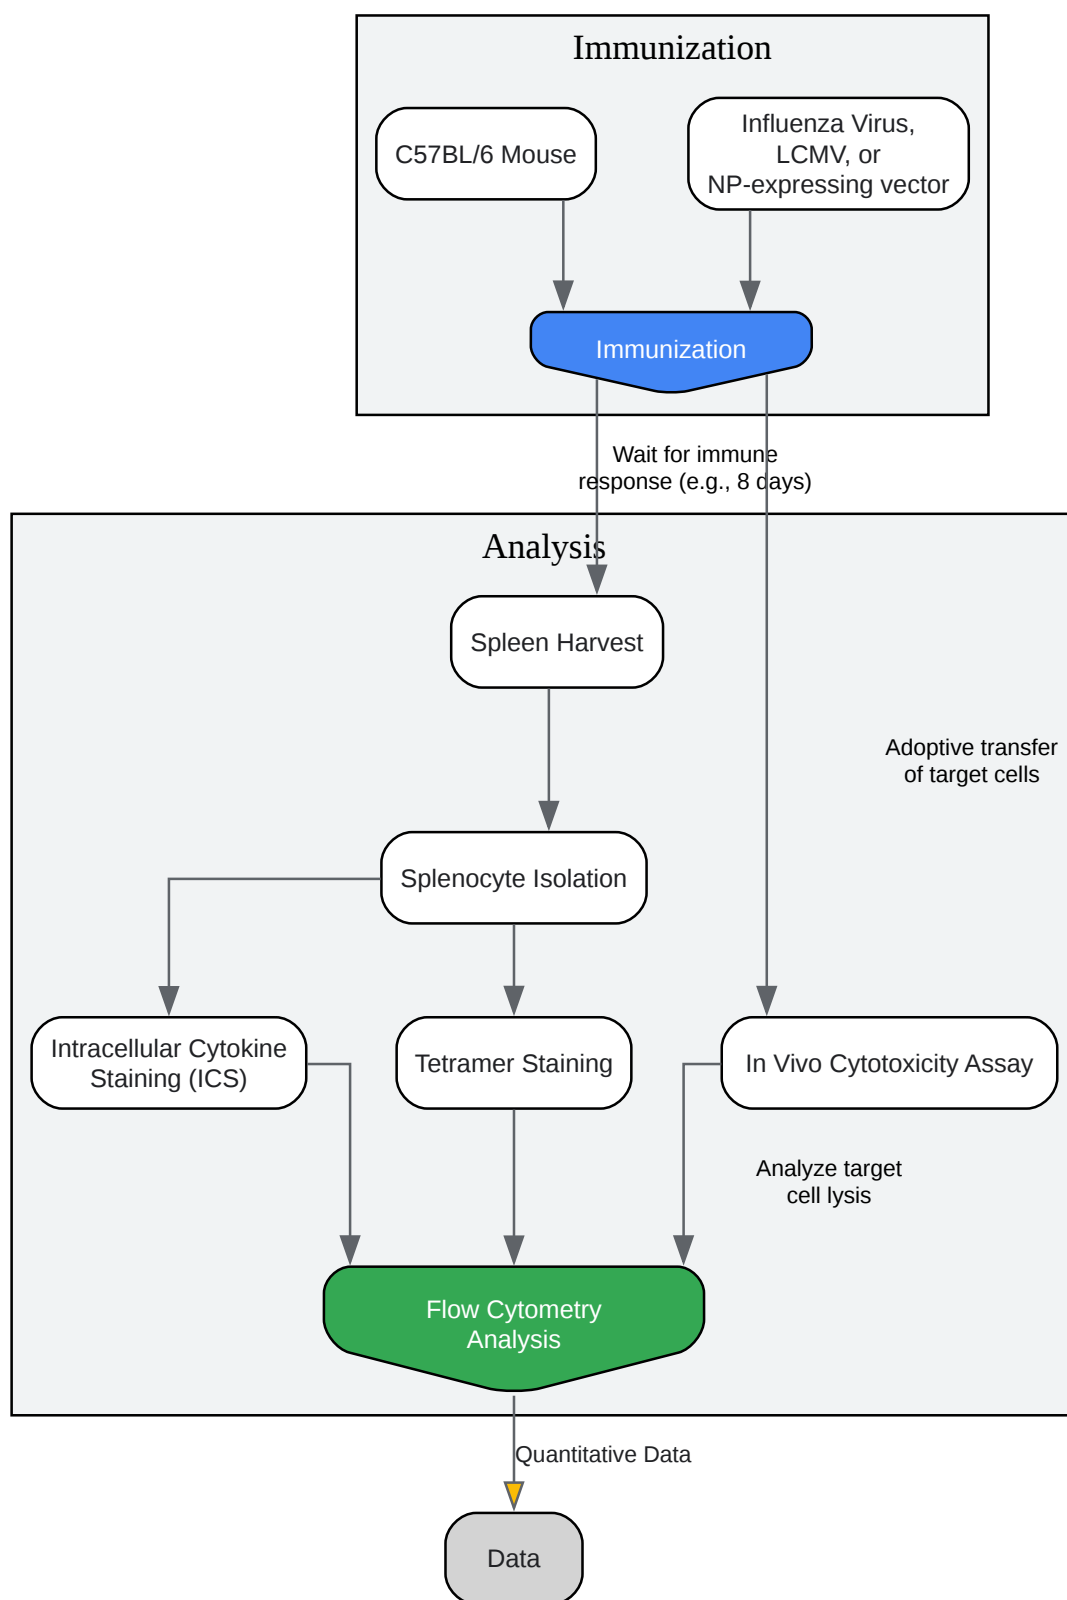 Immunization
C57BL/6 Mouse
Influenza Virus,
LCMV, or
NP-expressing vector
Immunization
Wait for immune
response (e.g., 8 days)
Analysis
Spleen Harvest
Adoptive transfer
of target cells
Splenocyte Isolation
Intracellular Cytokine
Staining (ICS)
Tetramer Staining
In Vivo Cytotoxicity Assay
Analyze target
cell lysis
Flow Cytometry
Analysis
Quantitative Data
Data